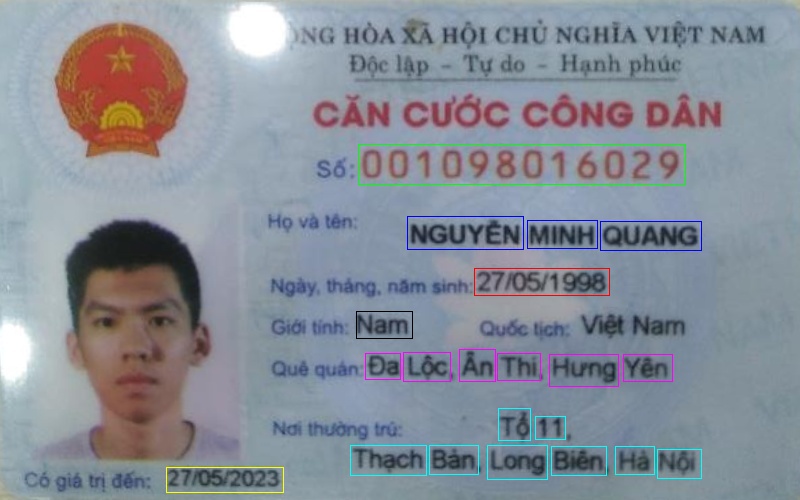 ỘNG HÒA XÃ HỘI CHỦ NGHĨA VIỆT NAM
Độc lập - Tự do - Hạnh phúc
CĂN CƯỚC CÔNG DÂN
Số: 001098016029
Họ và tên: NGUYỄN MINH QUANG
Ngày, tháng, năm sinh: 27/05/1998
Giới tính: Nam Quốc tịch: Việt Nam
Quê quán: Đa Lộc, Ân Thi, Hưng Yên
Nơi thường trú: Tổ 11,
Thạch Bàn, Long Biên, Hà Nội
Có giá trị đến: 27/05/2023